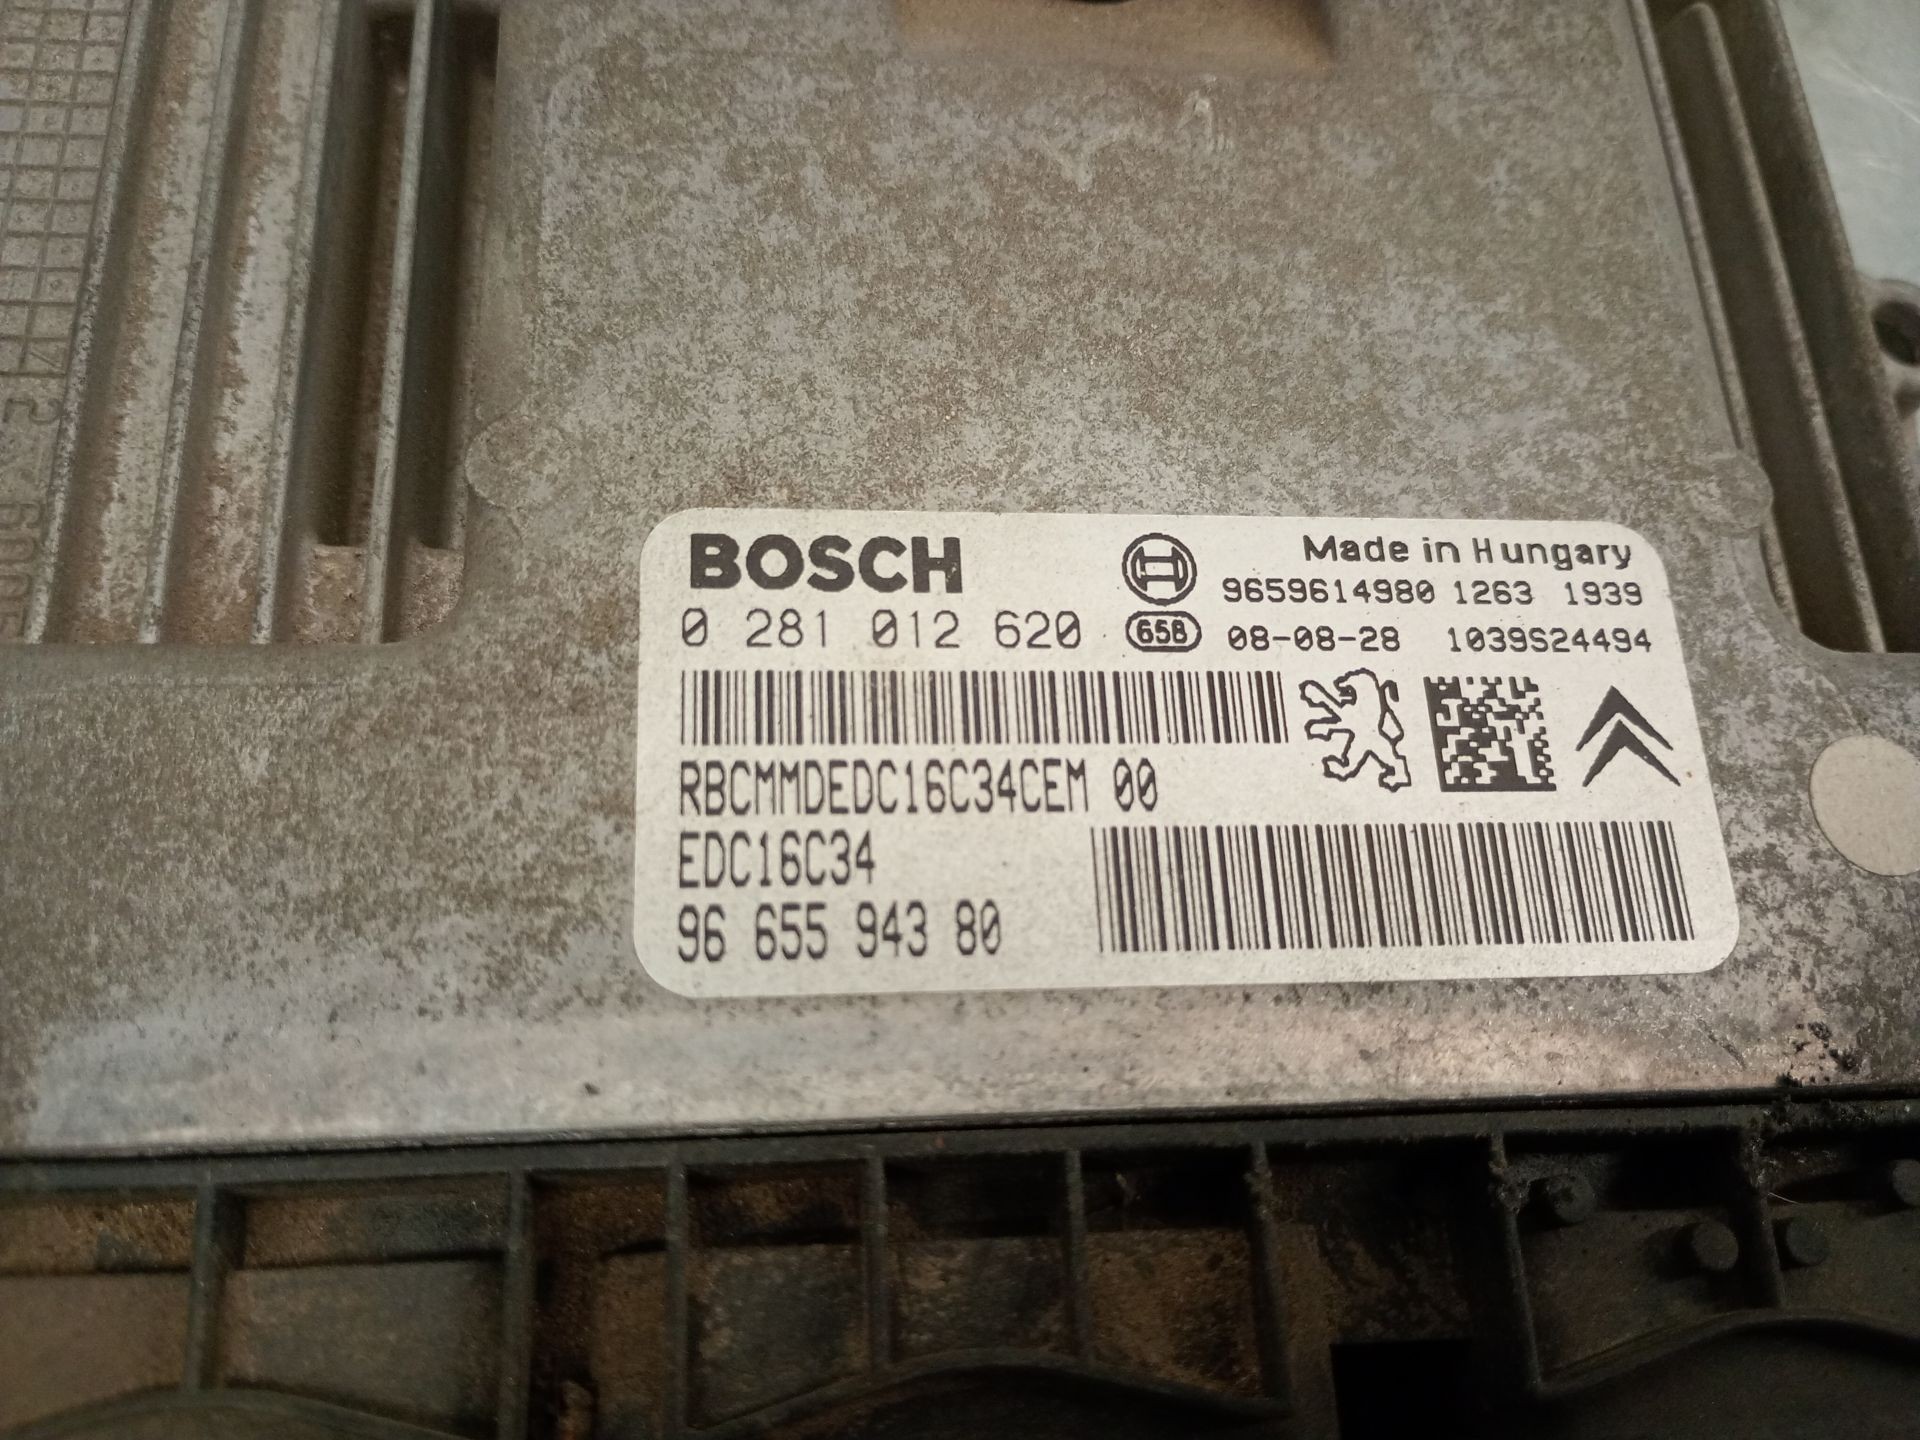 BOSCH
Made in Hungary
9659614980 1263 1939
0 281 012 620
65B
08-08-28 1039S24494
RBCMMDEDC16C34CEM 00
EDC16C34
96 655 943 80